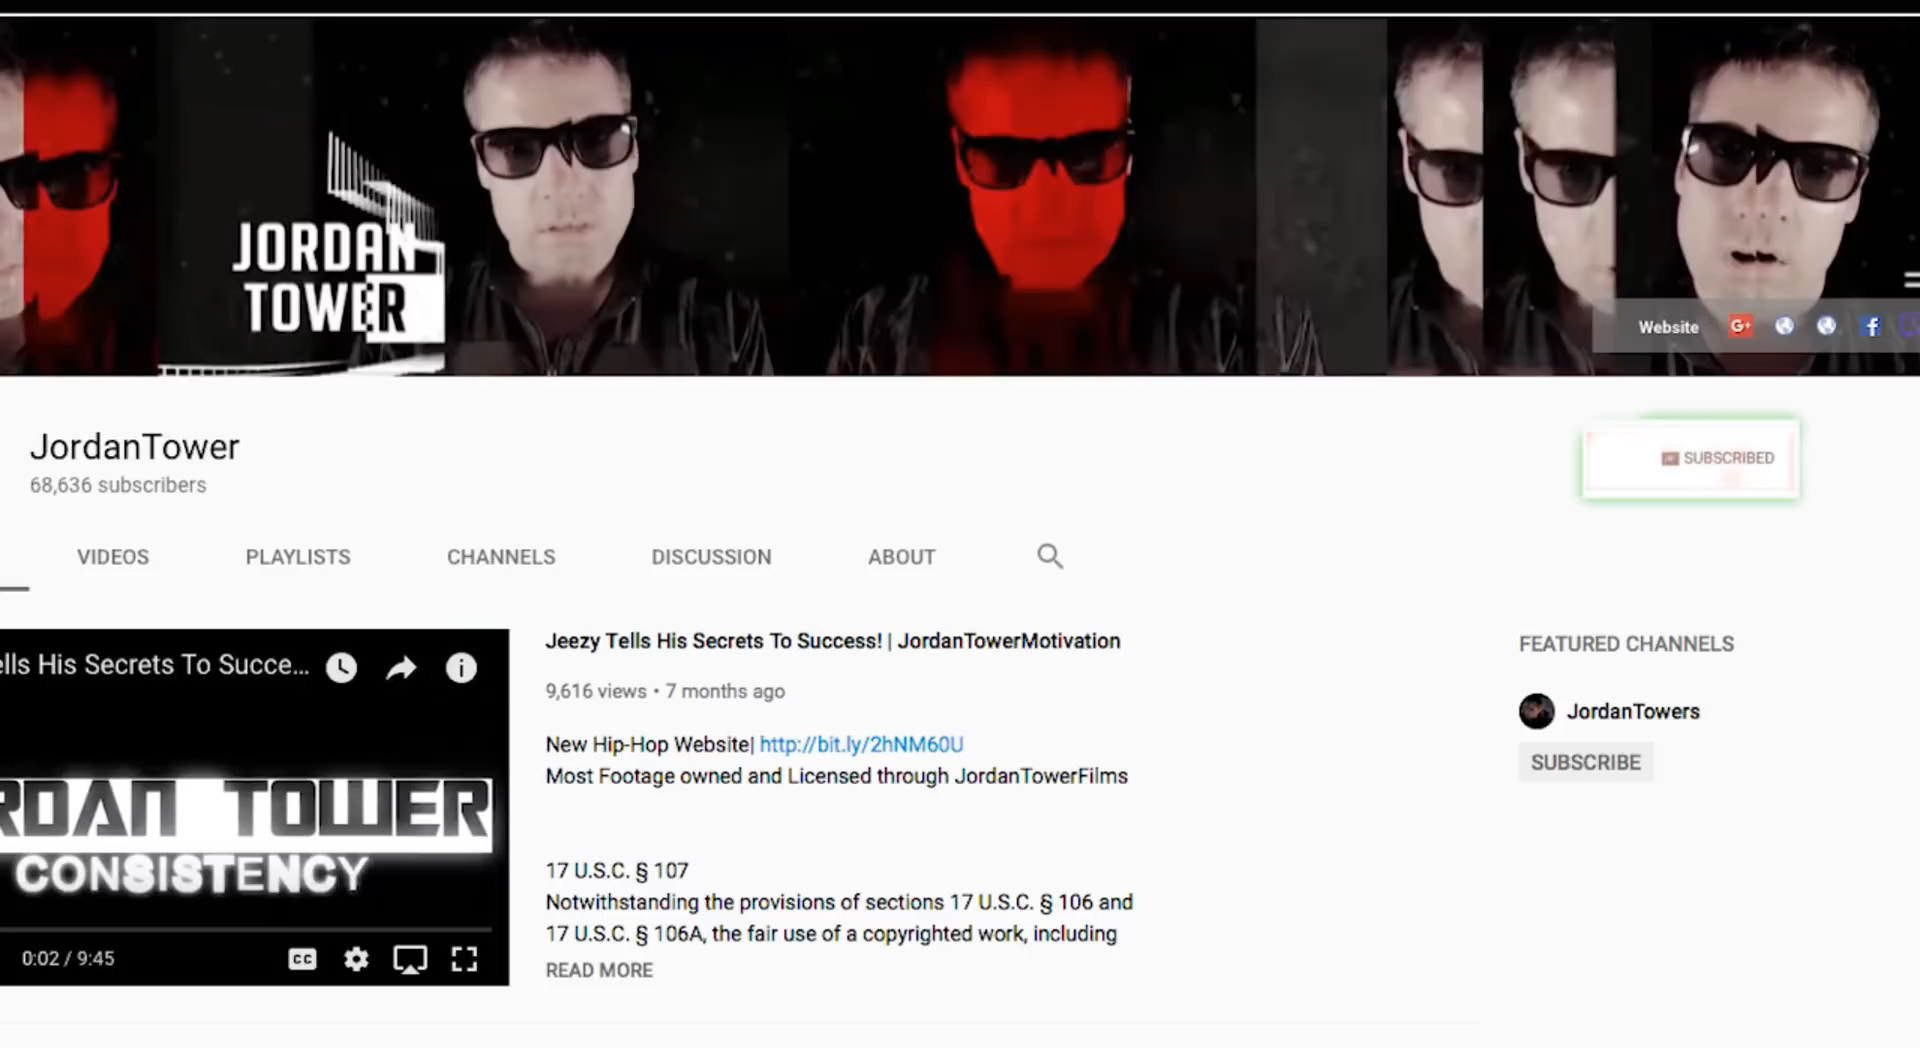 JORDAN
TOWER
Website
JordanTower
68,636 subscribers
SUBSCRIBED
VIDEOS PLAYLISTS CHANNELS DISCUSSION ABOUT
ells His Secrets To Succe...
RDAN TOWER
CONSISTENCY
0:02 / 9:45
CC
Jeezy Tells His Secrets To Success! | JordanTowerMotivation
9,616 views • 7 months ago
New Hip-Hop Website| http://bit.ly/2hNM60U
Most Footage owned and Licensed through JordanTowerFilms
17 U.S.C. § 107
Notwithstanding the provisions of sections 17 U.S.C. § 106 and
17 U.S.C. § 106A, the fair use of a copyrighted work, including
READ MORE
FEATURED CHANNELS
JordanTowers
SUBSCRIBE